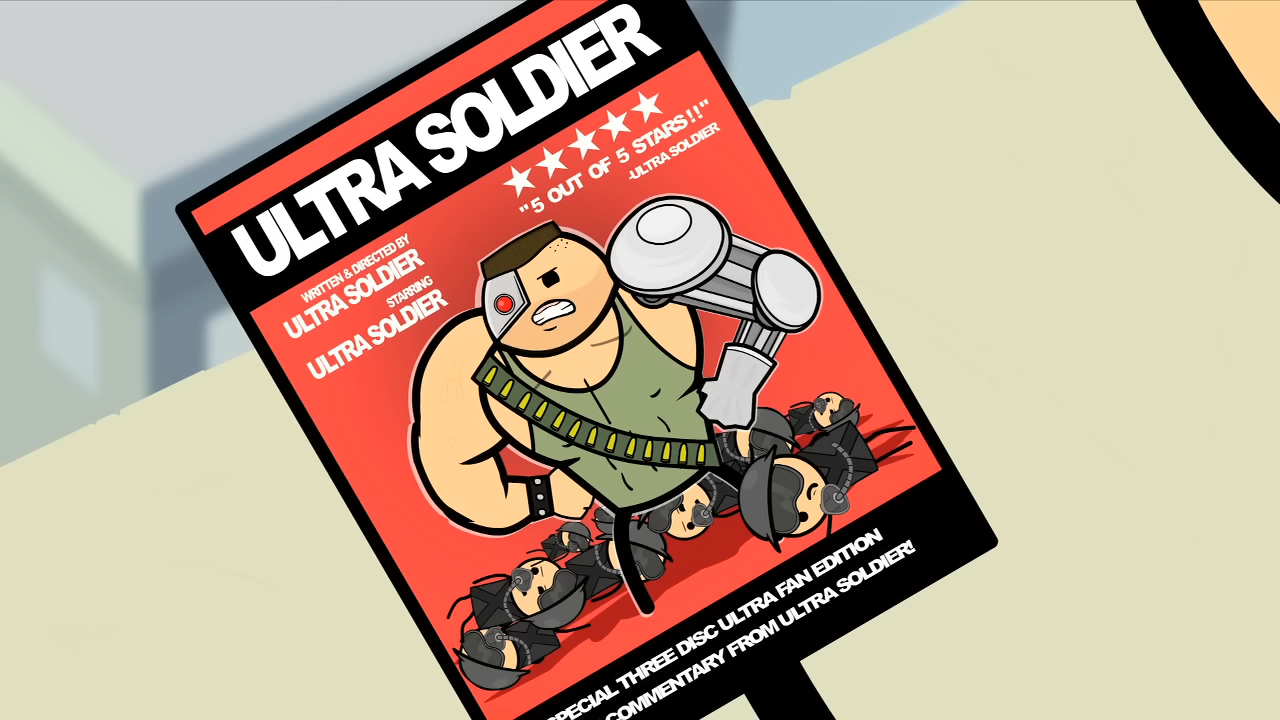 ULTRA SOLDIER
"5 OUT OF 5 STARS!!"
-ULTRA SOLDIER
WRITTEN & DIRECTED BY
ULTRA SOLDIER
STARRING
ULTRA SOLDIER
SPECIAL THREE DISC ULTRA FAN EDITION
COMMENTARY FROM ULTRA SOLDIER!